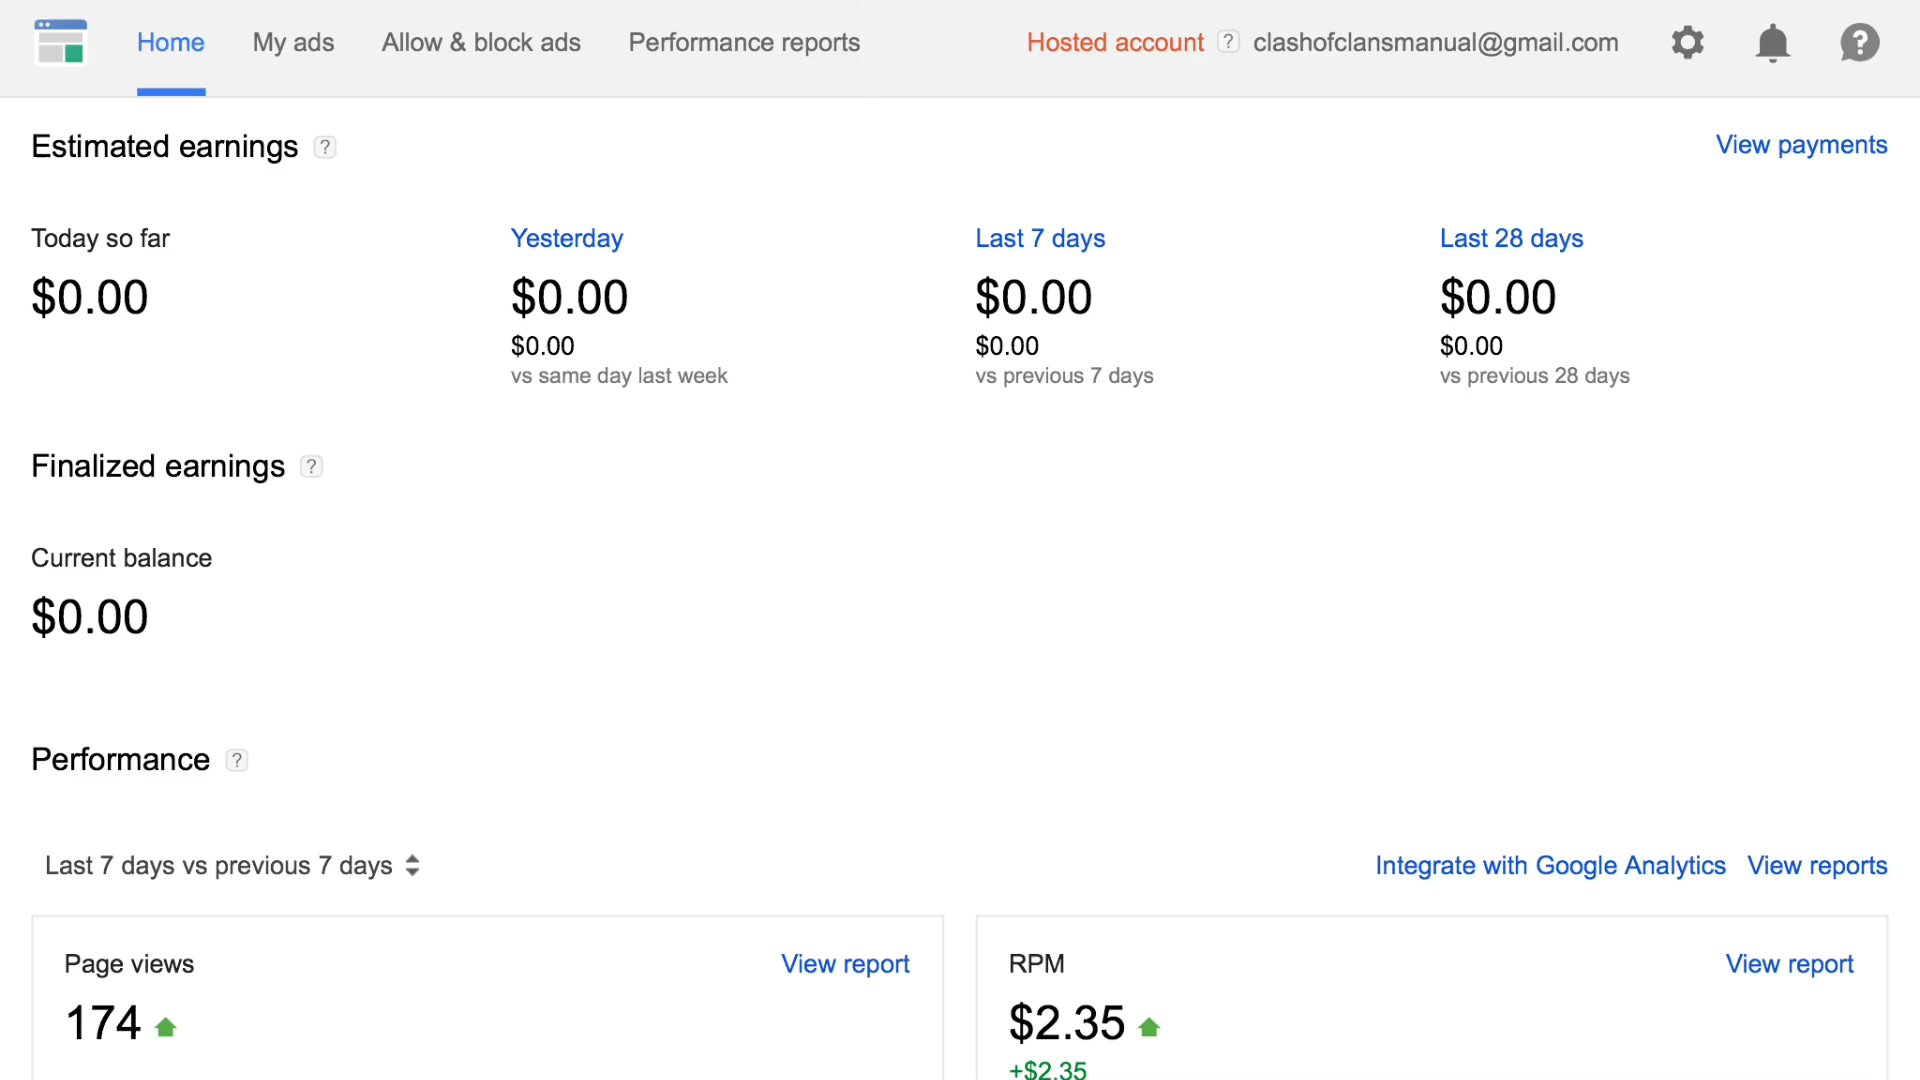 Home My ads Allow & block ads Performance reports Hosted account ? clashofclansmanual@gmail.com ?
Estimated earnings ? View payments
Today so far Yesterday Last 7 days Last 28 days
$0.00 $0.00 $0.00 $0.00
$0.00 $0.00 $0.00
vs same day last week vs previous 7 days vs previous 28 days
Finalized earnings ?
Current balance
$0.00
Performance ?
Last 7 days vs previous 7 days Integrate with Google Analytics View reports
Page views View report RPM View report
174 $2.35
+$2.35